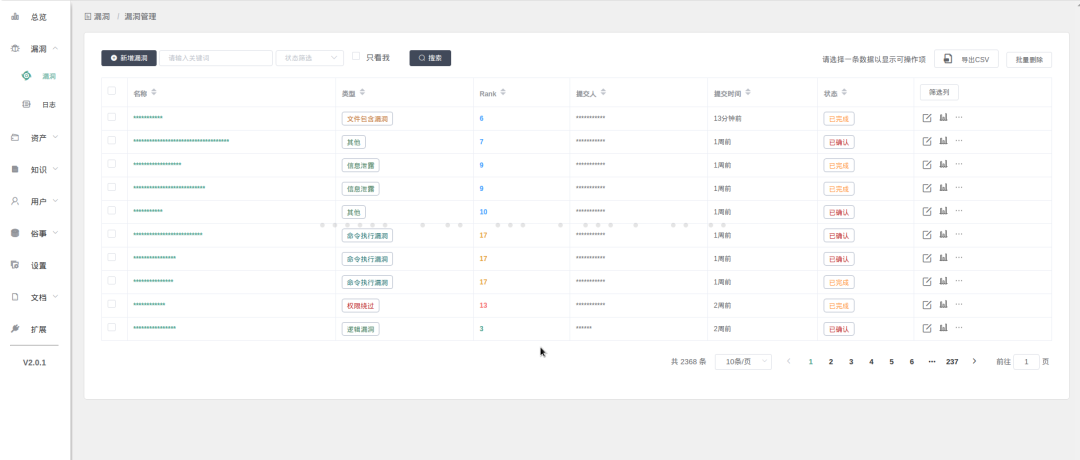 总览
漏洞
漏洞
日志
资产
知识
用户
俗事
设置
文档
扩展
V2.0.1
漏洞 / 漏洞管理
新增漏洞 请输入关键词 状态筛选 只看我 搜索 请选择一条数据以显示可操作项 导出CSV 批量删除
名称 类型 Rank 提交人 提交时间 状态 筛选列
*********** 文件包含漏洞 6 *********** 13分钟前 已完成 ···
************************************ 其他 7 *********** 1周前 已确认 ···
****************** 信息泄露 9 *********** 1周前 已完成 ···
*************************** 信息泄露 9 *********** 1周前 已完成 ···
*********** 其他 10 *********** 1周前 已确认 ···
************************** 命令执行漏洞 17 *********** 1周前 已确认 ···
**************** 命令执行漏洞 17 *********** 1周前 已确认 ···
*************** 命令执行漏洞 17 *********** 1周前 已完成 ···
************ 权限绕过 13 *********** 2周前 已完成 ···
**************** 逻辑漏洞 3 ****** 2周前 已确认 ···
共 2368 条 10条/页 1 2 3 4 5 6 ··· 237 前往 1 页